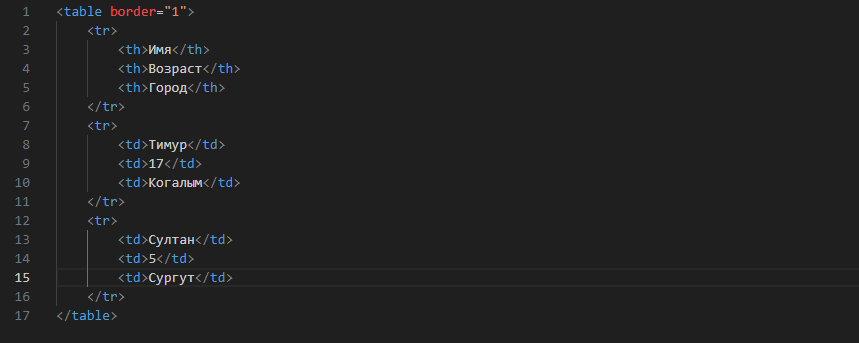 1 <table border="1">
2 <tr>
3 <th>Имя</th>
4 <th>Возраст</th>
5 <th>Город</th>
6 </tr>
7 <tr>
8 <td>Тимур</td>
9 <td>17</td>
10 <td>Когалым</td>
11 </tr>
12 <tr>
13 <td>Султан</td>
14 <td>5</td>
15 <td>Сургут</td>
16 </tr>
17 </table>